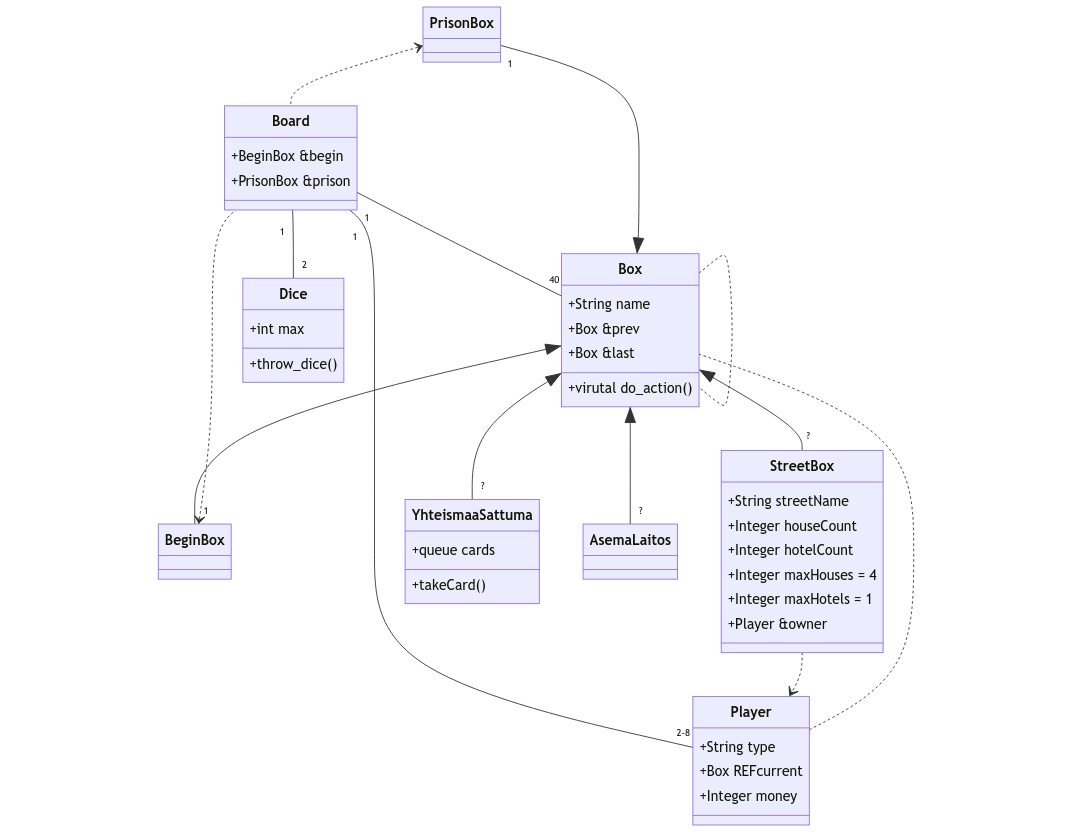 PrisonBox
1
Board
+BeginBox &begin
+PrisonBox &prison
1
1
1
2
40
Dice
+int max
+throw_dice()
Box
+String name
+Box &prev
+Box &last
+virutal do_action()
?
?
?
1
BeginBox
YhteismaaSattuma
+queue cards
+takeCard()
AsemaLaitos
StreetBox
+String streetName
+Integer houseCount
+Integer hotelCount
+Integer maxHouses = 4
+Integer maxHotels = 1
+Player &owner
2-8
Player
+String type
+Box REFcurrent
+Integer money